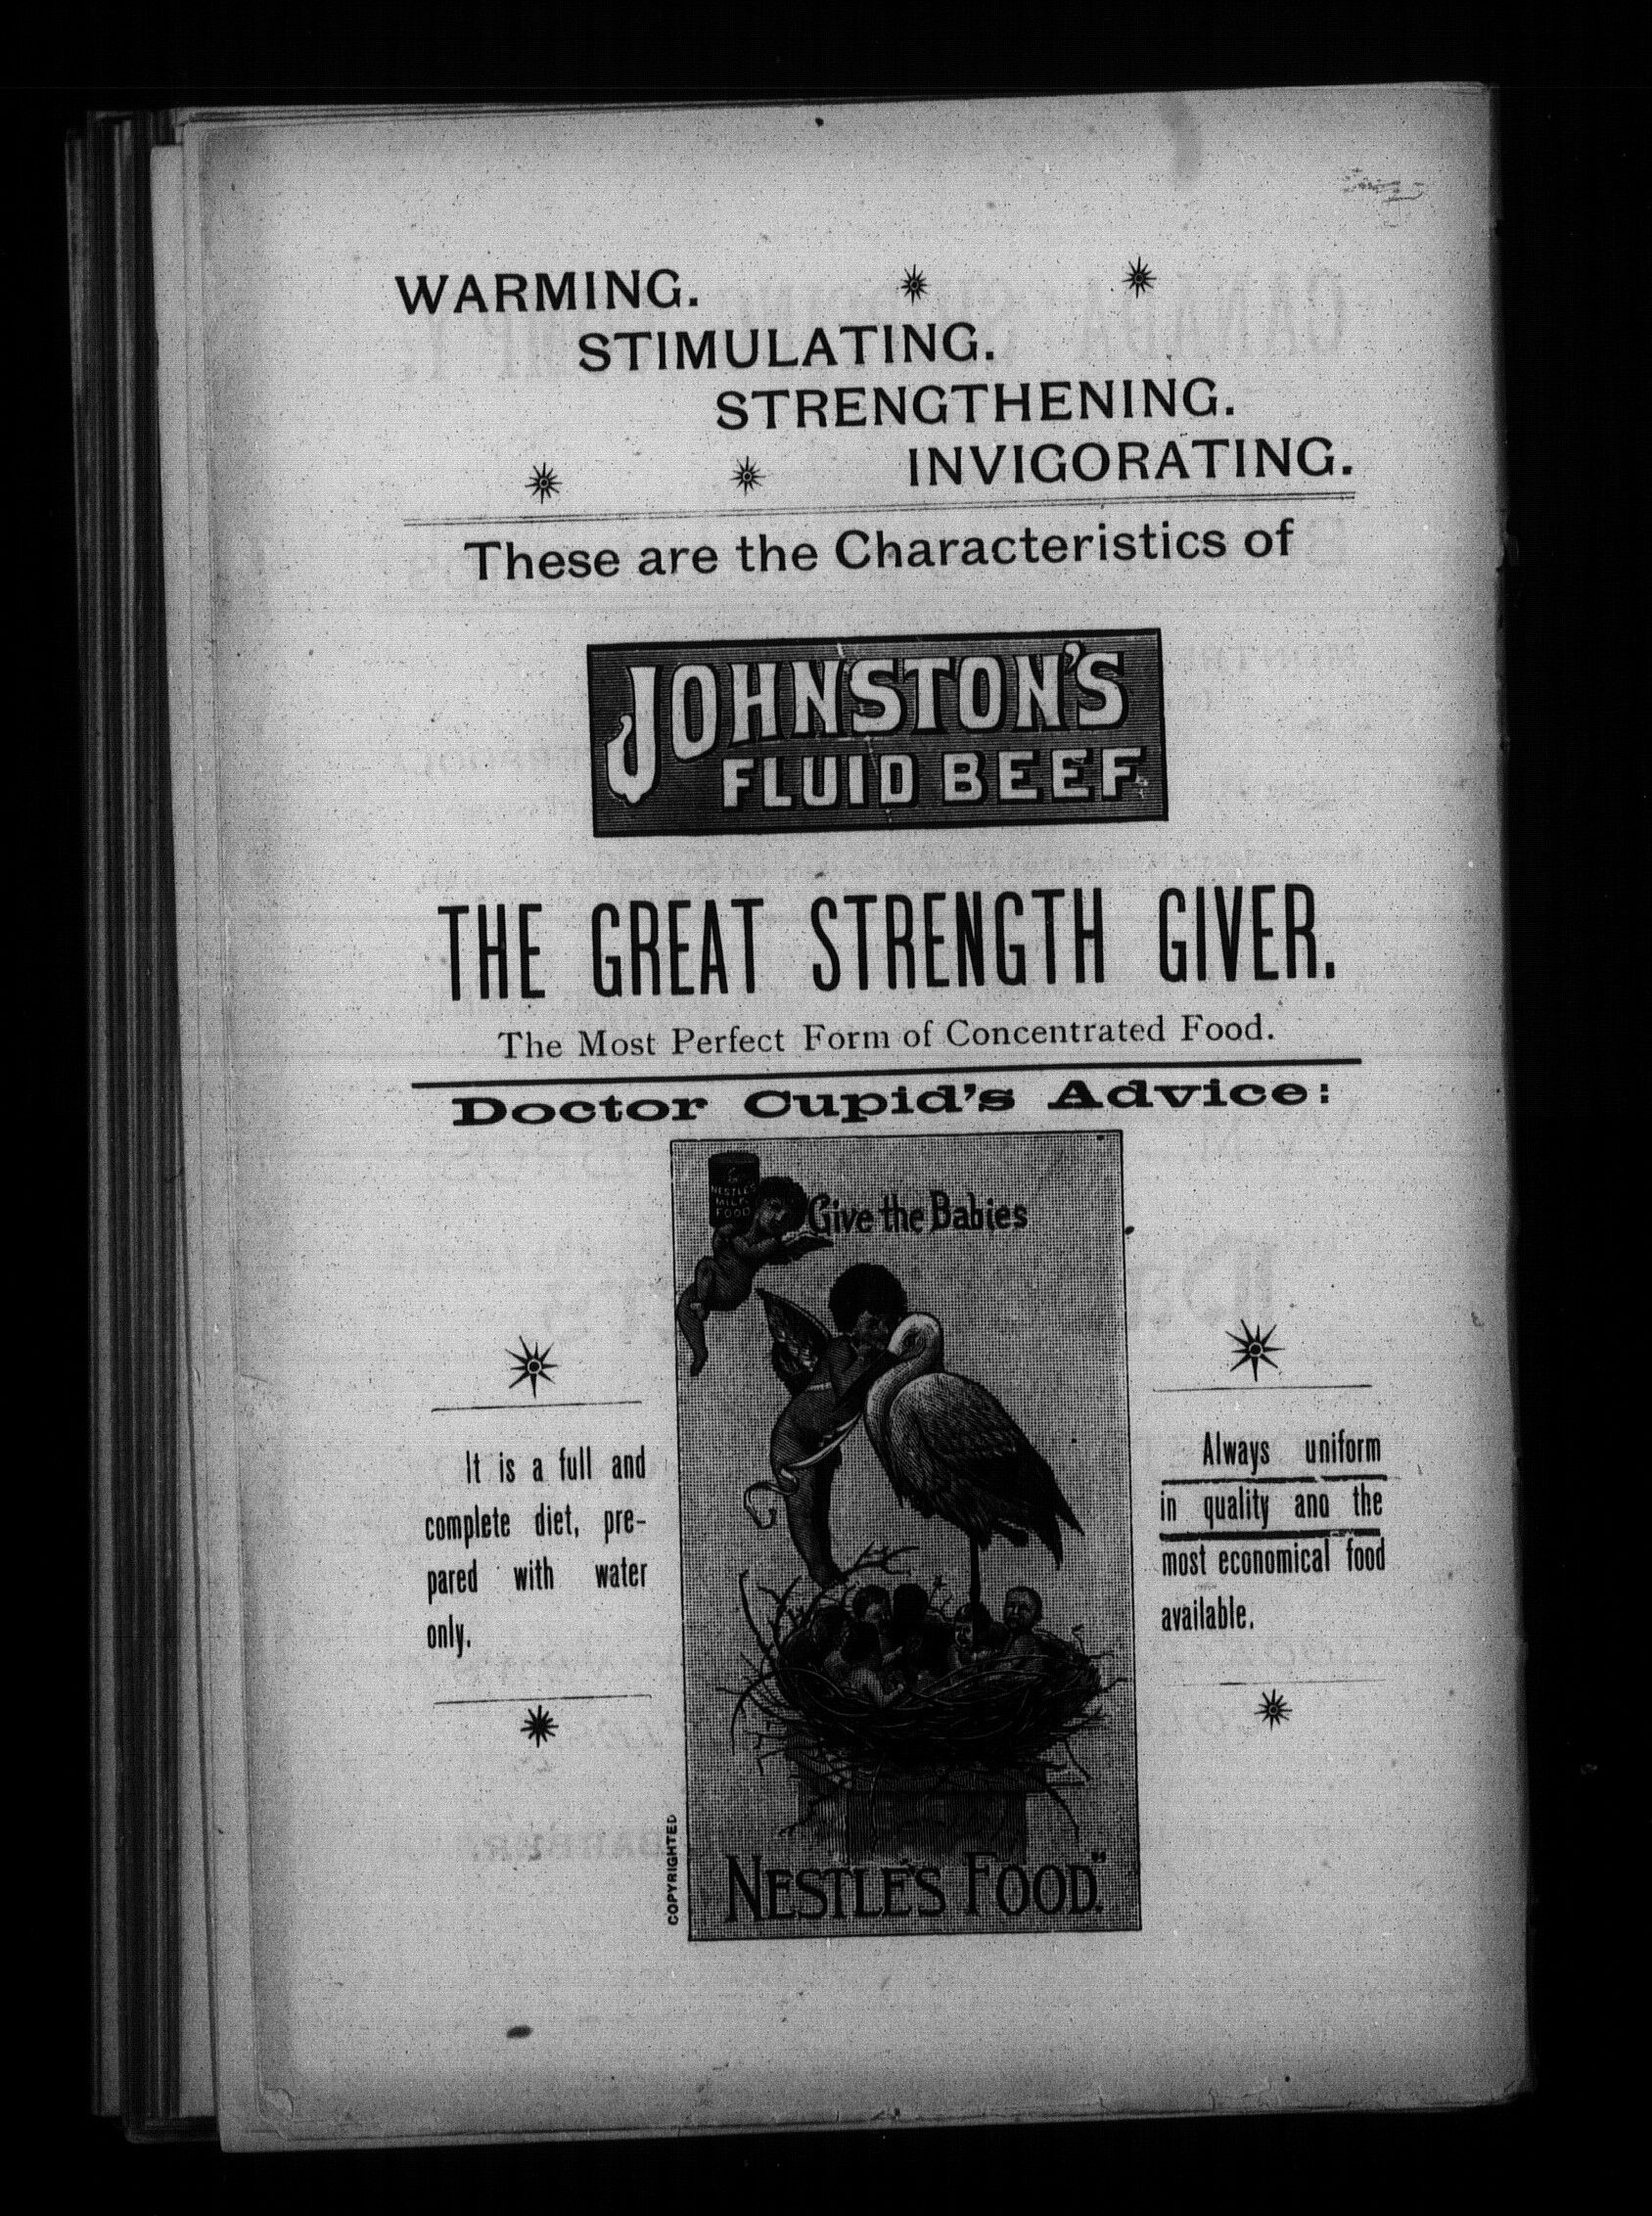 WARMING.
STIMULATING.
STRENGTHENING.
INVIGORATING.
These are the Characteristics of
JOHNSTON'S
FLUID BEEF
THE GREAT STRENGTH GIVER.
The Most Perfect Form of Concentrated Food.
Doctor Cupid's Advice:
NESTLE'S
MILK
FOOD
Give the Babies
It is a full and
complete diet, pre-
pared with water
only.
Always uniform
in quality and the
most economical food
available.
COPYRIGHTED
NESTLE'S FOOD."